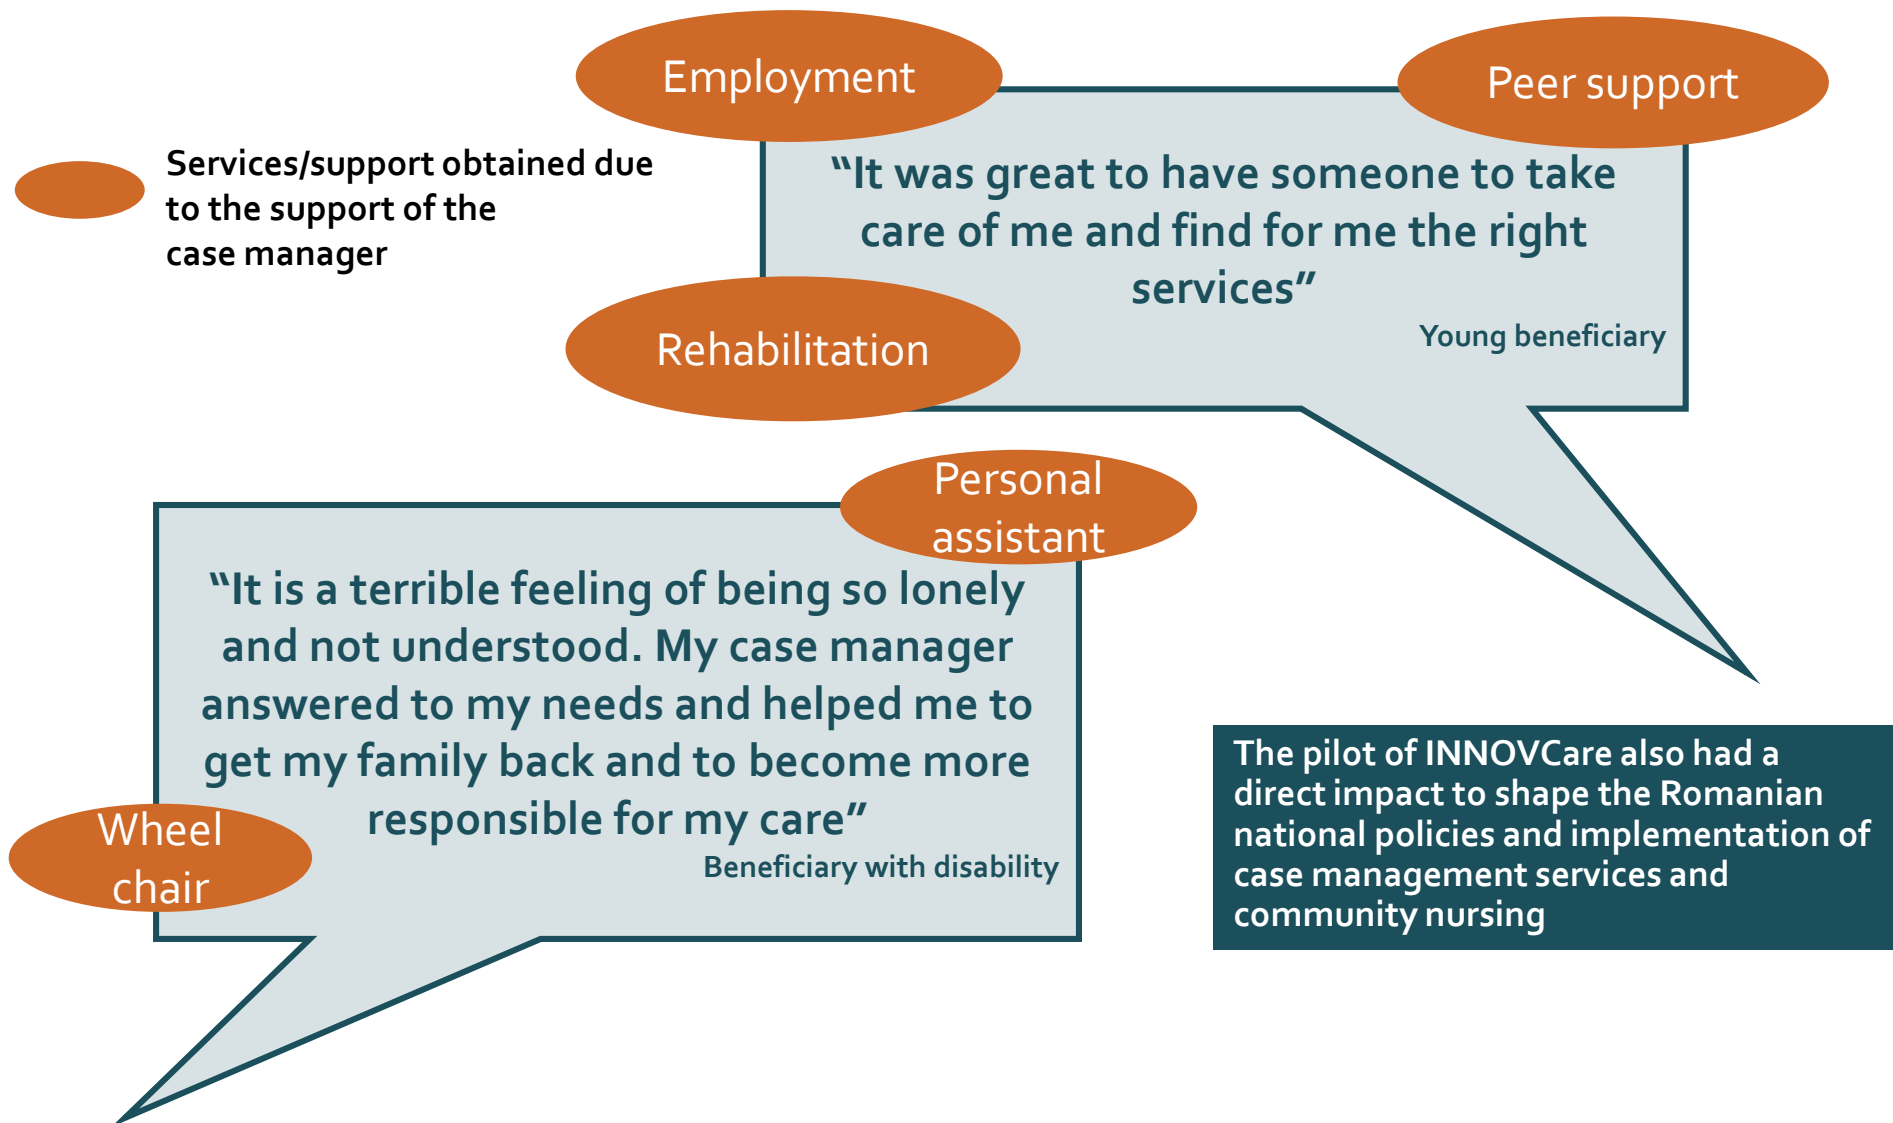 Employment
Peer support
Services/support obtained due
to the support of the
case manager
“It was great to have someone to take
care of me and find for me the right
services”
Young beneficiary
Rehabilitation
Personal
assistant
“It is a terrible feeling of being so lonely
and not understood. My case manager
answered to my needs and helped me to
get my family back and to become more
responsible for my care”
Beneficiary with disability
Wheel
chair
The pilot of INNOVCare also had a
direct impact to shape the Romanian
national policies and implementation of
case management services and
community nursing